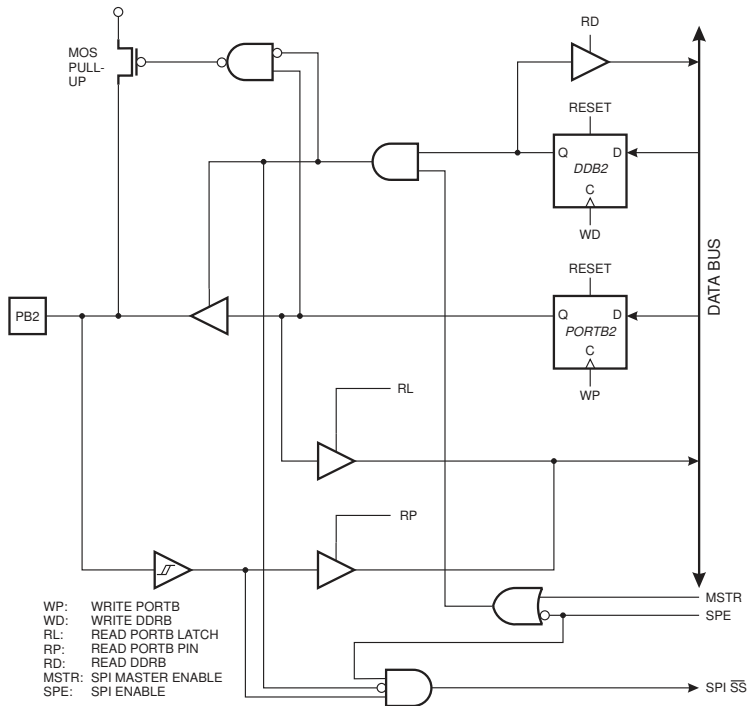 RD
MOS
PULL-
UP
RESET
Q
D
DDB2
C
WD
DATA BUS
RESET
PB2
Q
D
PORTB2
C
WP
RL
RP
MSTR
SPE
WP: WRITE PORTB
WD: WRITE DDRB
RL: READ PORTB LATCH
RP: READ PORTB PIN
RD: READ DDRB
MSTR: SPI MASTER ENABLE
SPE: SPI ENABLE
SPI S̅S̅